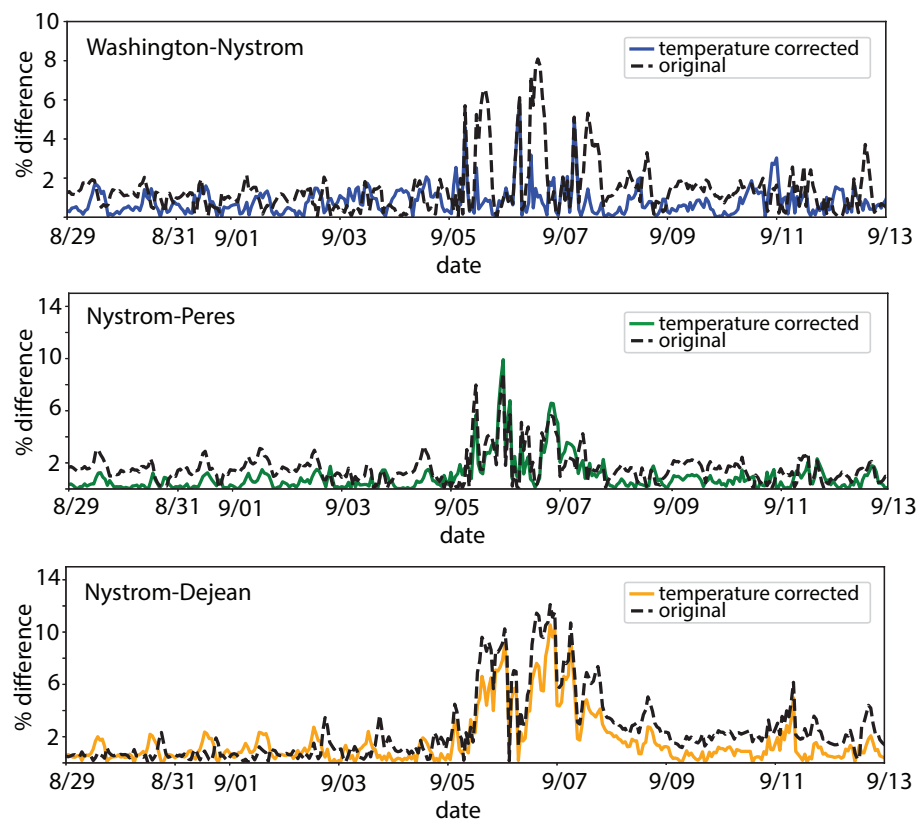 Washington-Nystrom
temperature corrected
original
% difference
10
8
6
4
2
8/29
8/31
9/01
9/03
9/05
9/07
9/09
9/11
9/13
date
Nystrom-Peres
temperature corrected
original
% difference
14
10
6
2
8/29
8/31
9/01
9/03
9/05
9/07
9/09
9/11
9/13
date
Nystrom-Dejean
temperature corrected
original
% difference
14
10
6
2
8/29
8/31
9/01
9/03
9/05
9/07
9/09
9/11
9/13
date